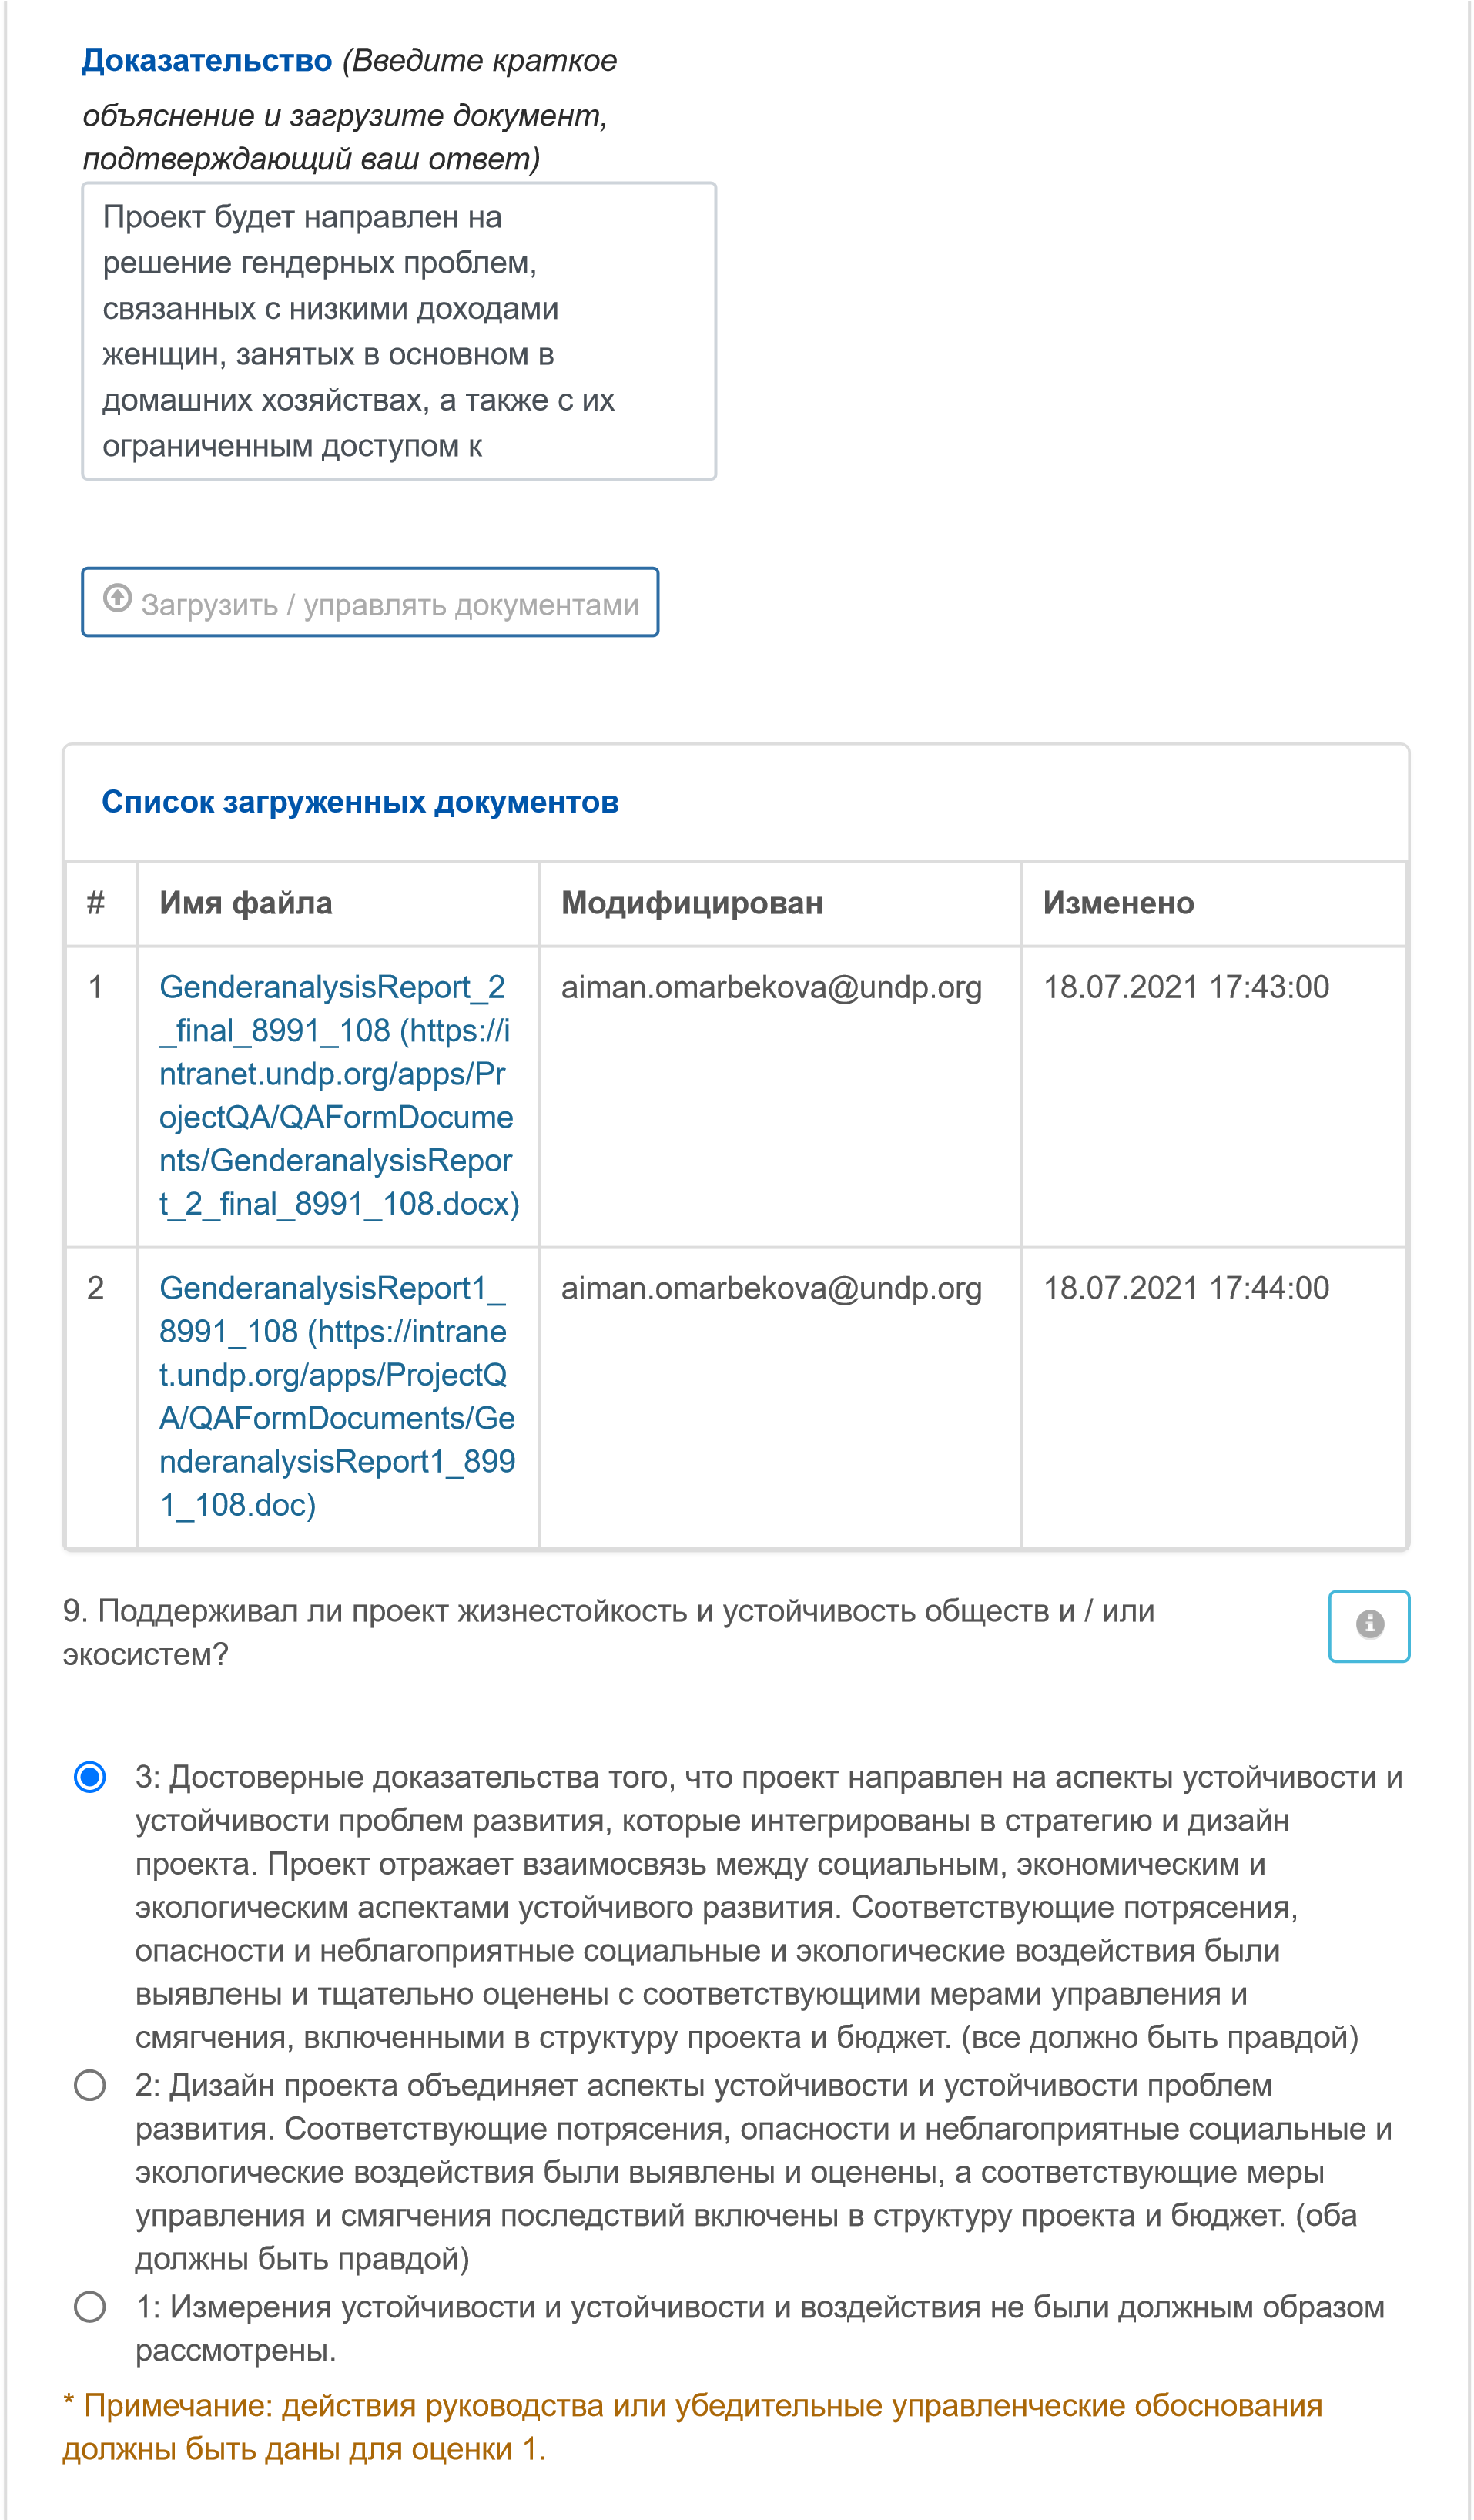 Доказательство (Введите краткое
объяснение и загрузите документ,
подтверждающий ваш ответ)
Проект будет направлен на
решение гендерных проблем,
связанных с низкими доходами
женщин, занятых в основном в
домашних хозяйствах, а также с их
ограниченным доступом к
Загрузить / управлять документами
Список загруженных документов
# Имя файла Модифицирован Изменено
1 GenderanalysisReport_2 aiman.omarbekova@undp.org 18.07.2021 17:43:00
_final_8991_108 (https://i
ntranet.undp.org/apps/Pr
ojectQA/QAFormDocume
nts/GenderanalysisRepor
t_2_final_8991_108.docx)
2 GenderanalysisReport1_ aiman.omarbekova@undp.org 18.07.2021 17:44:00
8991_108 (https://intrane
t.undp.org/apps/ProjectQ
A/QAFormDocuments/Ge
nderanalysisReport1_899
1_108.doc)
9. Поддерживал ли проект жизнестойкость и устойчивость обществ и / или
экосистем?
3: Достоверные доказательства того, что проект направлен на аспекты устойчивости и
устойчивости проблем развития, которые интегрированы в стратегию и дизайн
проекта. Проект отражает взаимосвязь между социальным, экономическим и
экологическим аспектами устойчивого развития. Соответствующие потрясения,
опасности и неблагоприятные социальные и экологические воздействия были
выявлены и тщательно оценены с соответствующими мерами управления и
смягчения, включенными в структуру проекта и бюджет. (все должно быть правдой)
2: Дизайн проекта объединяет аспекты устойчивости и устойчивости проблем
развития. Соответствующие потрясения, опасности и неблагоприятные социальные и
экологические воздействия были выявлены и оценены, а соответствующие меры
управления и смягчения последствий включены в структуру проекта и бюджет. (оба
должны быть правдой)
1: Измерения устойчивости и устойчивости и воздействия не были должным образом
рассмотрены.
* Примечание: действия руководства или убедительные управленческие обоснования
должны быть даны для оценки 1.